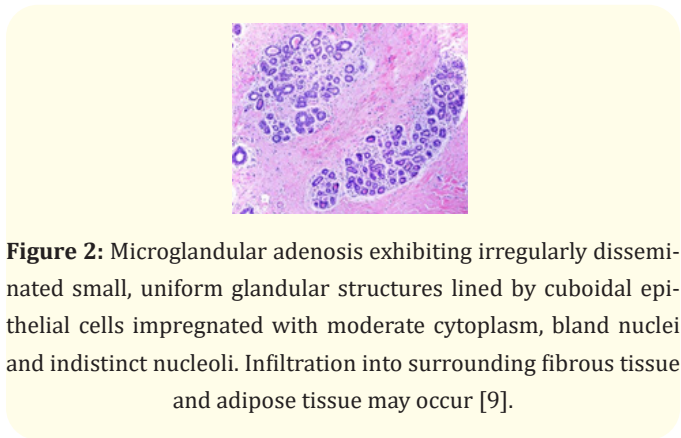 Figure 2: Microglandular adenosis exhibiting irregularly dissemi-
nated small, uniform glandular structures lined by cuboidal epi-
thelial cells impregnated with moderate cytoplasm, bland nuclei
and indistinct nucleoli. Infiltration into surrounding fibrous tissue
and adipose tissue may occur [9].